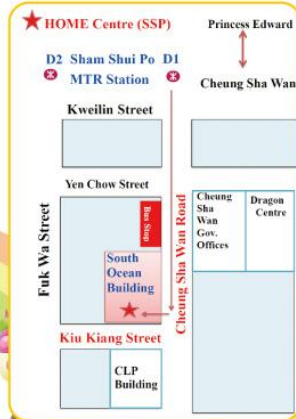 HOME Centre (SSP)
Princess Edward
D2 Sham Shui Po D1
MTR Station
Cheung Sha Wan
Kweilin Street
Yen Chow Street
Fuk Wa Street
Bus Stop
Cheung Sha Wan Road
Cheung
Sha
Wan
Gov.
Offices
Dragon
Centre
South
Ocean
Building
Kiu Kiang Street
CLP
Building